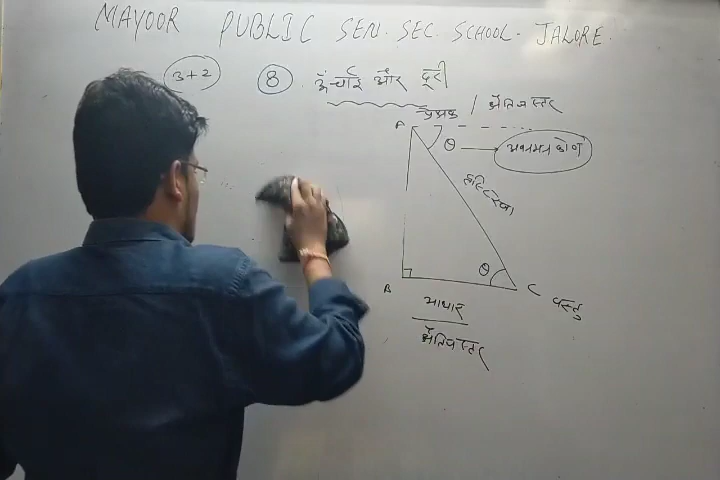 MAYOOR PUBLIC SEN. SEC. SCHOOL - JALORE.
3+2
8 ऊँचाई और दूरी
प्रेक्षक / क्षैतिज स्तर
A
θ
अवनमन कोण
दृष्टि रेखा
θ
B
C वस्तु
आधार
क्षैतिज स्तर